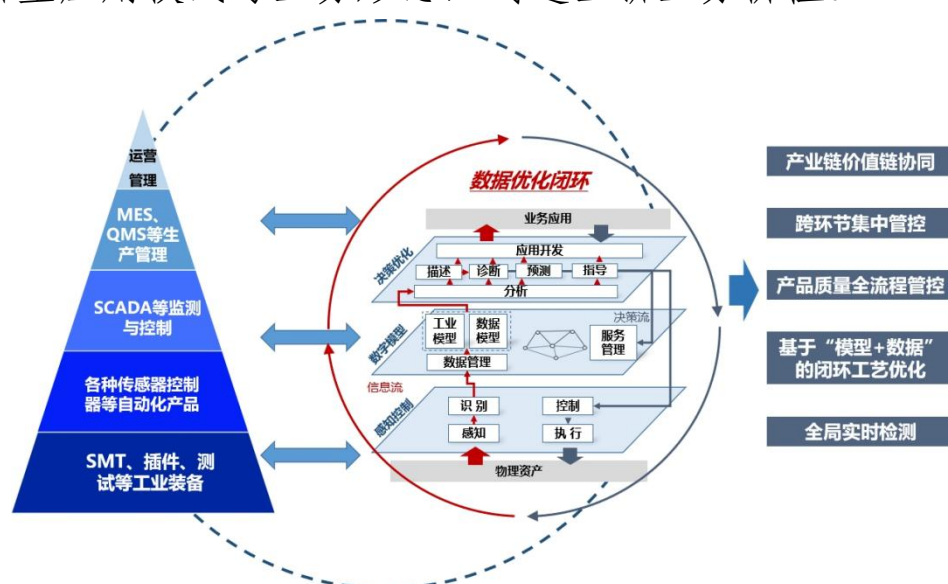 运营
管理
MES、
QMS等生
产管理
SCADA等监测
与控制
各种传感器控制
器等自动化产品
SMT、插件、测
试等工业装备
数据优化闭环
业务应用
决策优化
应用开发
描述
诊断
预测
指导
分析
数字模型
工业
模型
数据
模型
决策流
服务
管理
数据管理
信息流
感知控制
识别
控制
感知
执行
物理资产
产业链价值链协同
跨环节集中管控
产品质量全流程管控
基于“模型+数据”
的闭环工艺优化
全局实时检测